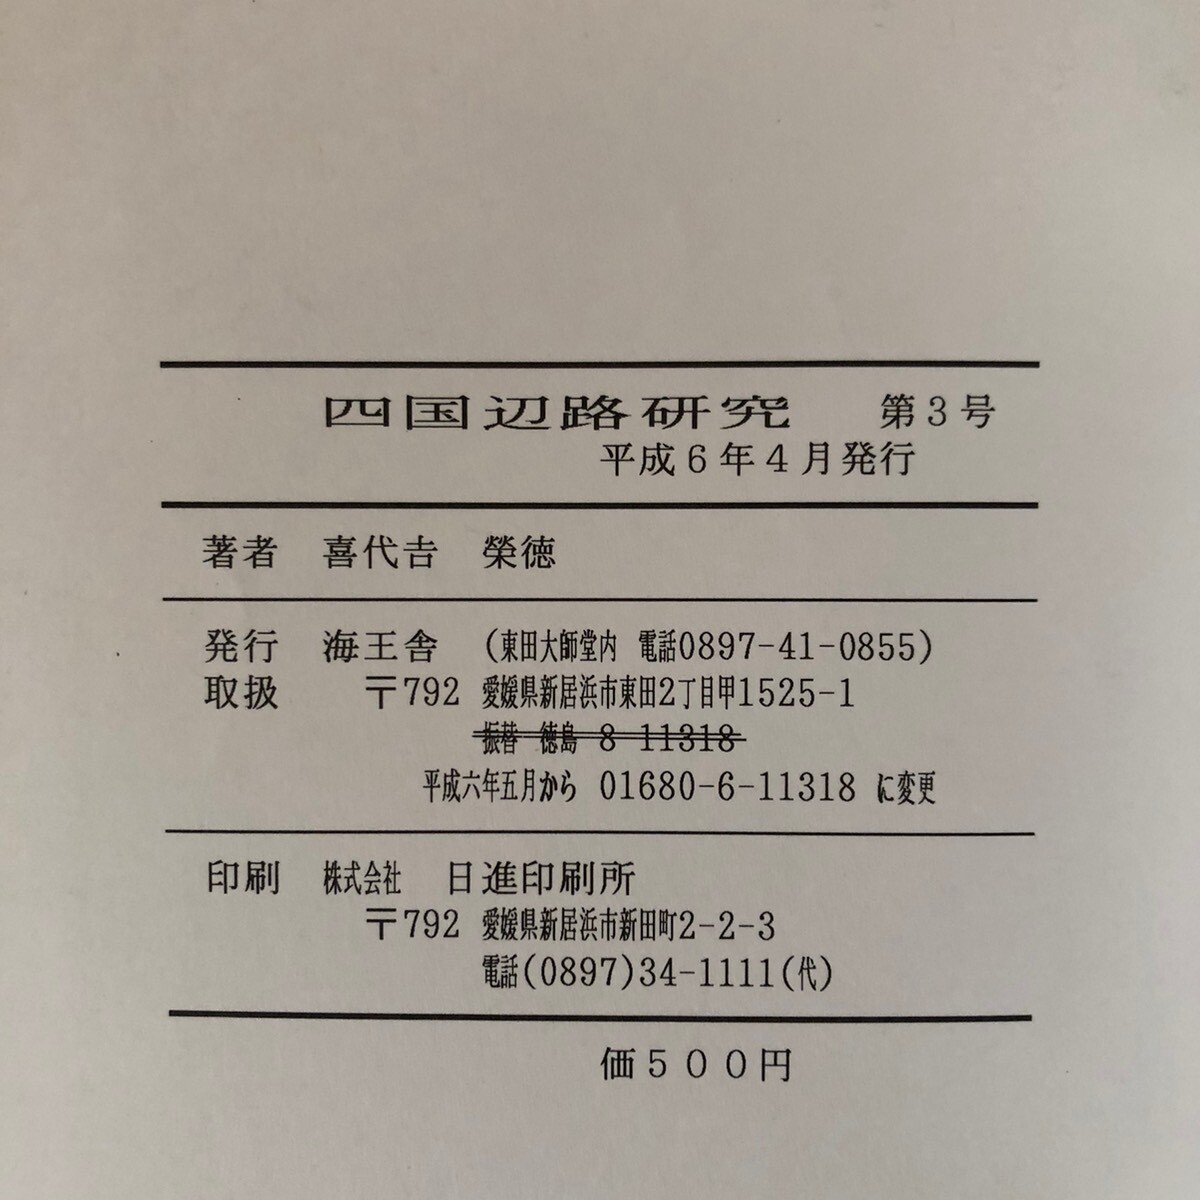 四国辺路研究　第３号
平成６年４月発行
著者　喜代𠮷　榮徳
発行　海王舎　(東田大師堂内　電話0897-41-0855)
取扱　〒792 愛媛県新居浜市東田2丁目甲1525-1
振替　徳島　8 11318
平成六年五月から 01680-6-11318 に変更
印刷　株式会社　日進印刷所
〒792 愛媛県新居浜市新田町2-2-3
電話(0897)34-1111(代)
価５００円